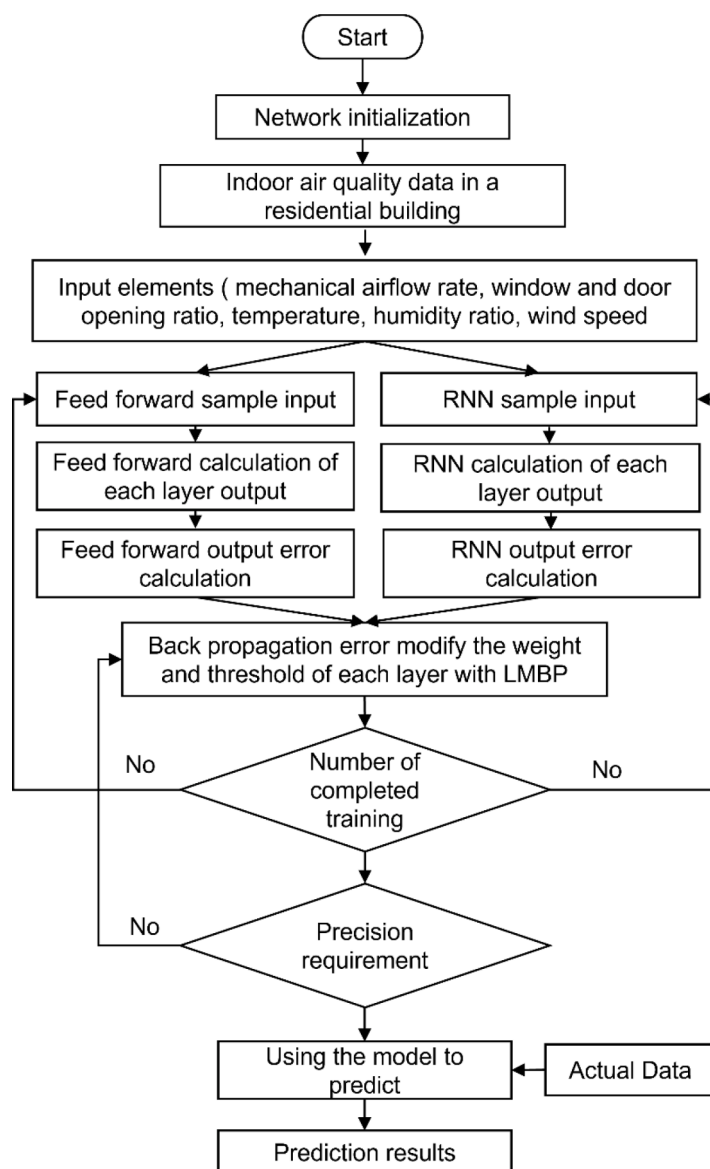 Start
Network initialization
Indoor air quality data in a
residential building
Input elements ( mechanical airflow rate, window and door
opening ratio, temperature, humidity ratio, wind speed
Feed forward sample input
RNN sample input
Feed forward calculation of
each layer output
RNN calculation of each
layer output
Feed forward output error
calculation
RNN output error
calculation
Back propagation error modify the weight
and threshold of each layer with LMBP
No
Number of
completed
training
No
No
Precision
requirement
Using the model to
predict
Actual Data
Prediction results